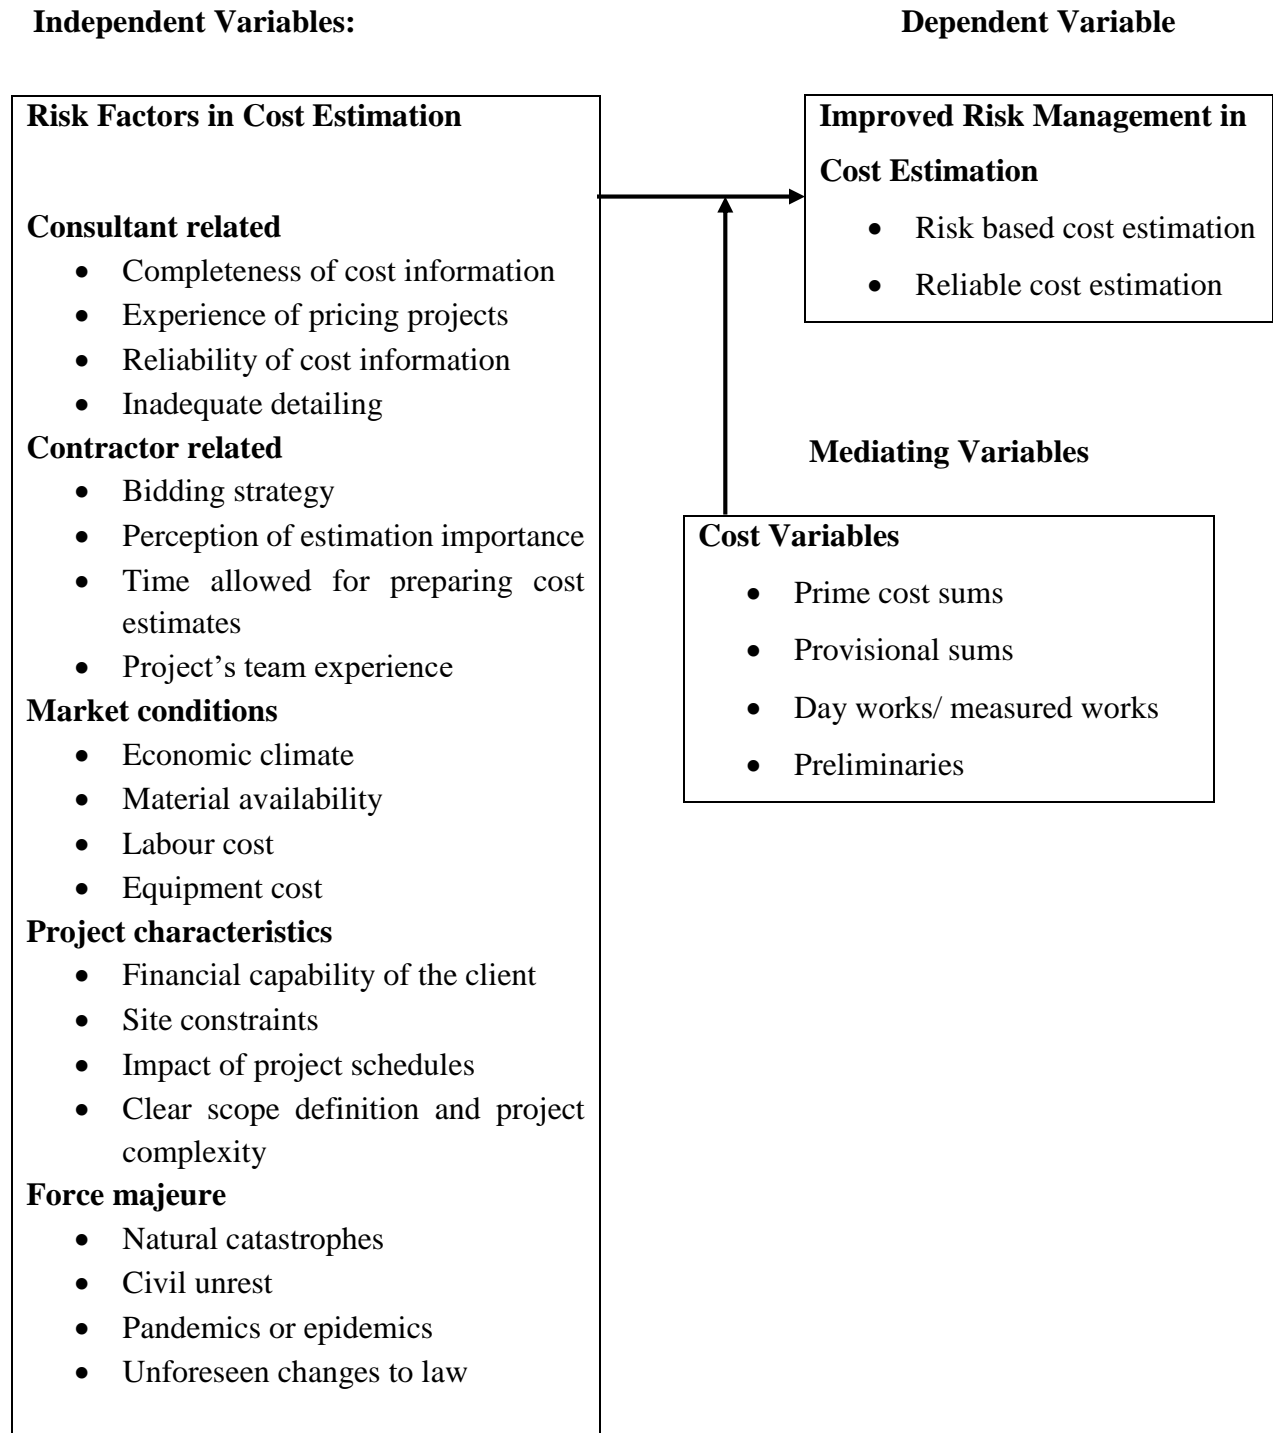 Independent Variables:
Dependent Variable
Risk Factors in Cost Estimation
Consultant related
• Completeness of cost information
• Experience of pricing projects
• Reliability of cost information
• Inadequate detailing
Contractor related
• Bidding strategy
• Perception of estimation importance
• Time allowed for preparing cost
estimates
• Project’s team experience
Market conditions
• Economic climate
• Material availability
• Labour cost
• Equipment cost
Project characteristics
• Financial capability of the client
• Site constraints
• Impact of project schedules
• Clear scope definition and project
complexity
Force majeure
• Natural catastrophes
• Civil unrest
• Pandemics or epidemics
• Unforeseen changes to law
Improved Risk Management in
Cost Estimation
• Risk based cost estimation
• Reliable cost estimation
Mediating Variables
Cost Variables
• Prime cost sums
• Provisional sums
• Day works/ measured works
• Preliminaries